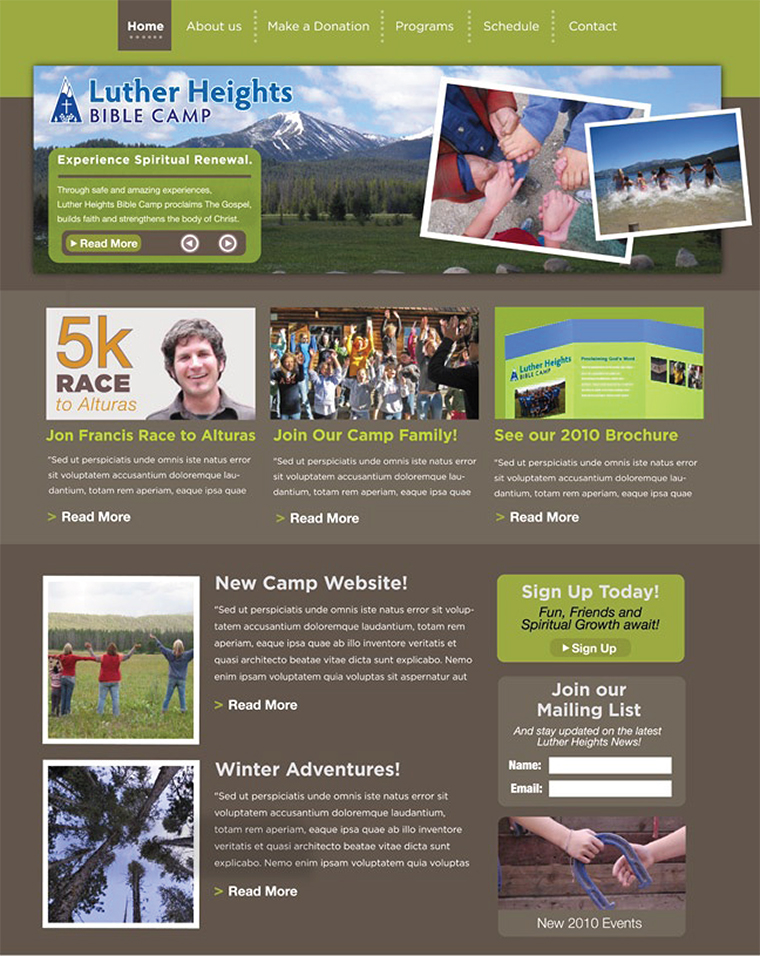 Home About us Make a Donation Programs Schedule Contact
Luther Heights
BIBLE CAMP
Experience Spiritual Renewal.
Through safe and amazing experiences,
Luther Heights Bible Camp proclaims The Gospel,
builds faith and strengthens the body of Christ.
Read More
5k
RACE
to Alturas
Jon Francis Race to Alturas
"Sed ut perspiciatis unde omnis iste natus error
sit voluptatem accusantium doloremque lau-
dantium, totam rem aperiam, eaque ipsa quae
> Read More
Join Our Camp Family!
"Sed ut perspiciatis unde omnis iste natus error
sit voluptatem accusantium doloremque lau-
dantium, totam rem aperiam, eaque ipsa quae
> Read More
Luther Heights
BIBLE CAMP
Proclaiming God's Word
See our 2010 Brochure
"Sed ut perspiciatis unde omnis iste natus error
sit voluptatem accusantium doloremque lau-
dantium, totam rem aperiam, eaque ipsa quae
> Read More
New Camp Website!
"Sed ut perspiciatis unde omnis iste natus error sit volup-
tatem accusantium doloremque laudantium, totam rem
aperiam, eaque ipsa quae ab illo inventore veritatis et
quasi architecto beatae vitae dicta sunt explicabo. Nemo
enim ipsam voluptatem quia voluptas sit aspernatur aut
> Read More
Winter Adventures!
"Sed ut perspiciatis unde omnis iste natus error sit
voluptatem accusantium doloremque laudantium,
totam rem aperiam, eaque ipsa quae ab illo inventore
veritatis et quasi architecto beatae vitae dicta sunt
explicabo. Nemo enim ipsam voluptatem quia voluptas
> Read More
Sign Up Today!
Fun, Friends and
Spiritual Growth await!
Sign Up
Join our
Mailing List
And stay updated on the latest
Luther Heights News!
Name:
Email:
New 2010 Events